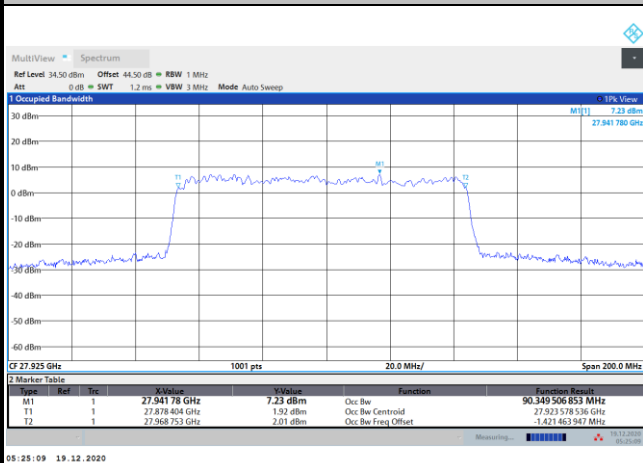 MultiView Spectrum
Ref Level 34.50 dBm Offset 44.50 dB RBW 1 MHz
Att 0 dB SWT 1.2 ms VBW 3 MHz Mode Auto Sweep
1 Occupied Bandwidth 1Pk View
M1[1] 7.23 dBm
27.941 780 GHz
30 dBm
20 dBm
10 dBm
M1
T1 T2
0 dBm
-10 dBm
-20 dBm
-30 dBm
-40 dBm
-50 dBm
-60 dBm
CF 27.925 GHz 1001 pts 20.0 MHz/ Span 200.0 MHz
2 Marker Table
Type Ref Trc X-Value Y-Value Function Function Result
M1 1 27.941 78 GHz 7.23 dBm Occ Bw 90.349 506 853 MHz
T1 1 27.878 404 GHz 1.92 dBm Occ Bw Centroid 27.923 578 536 GHz
T2 1 27.968 753 GHz 2.01 dBm Occ Bw Freq Offset -1.421 463 947 MHz
Measuring... 19.12.2020
05:25:09
05:25:09 19.12.2020